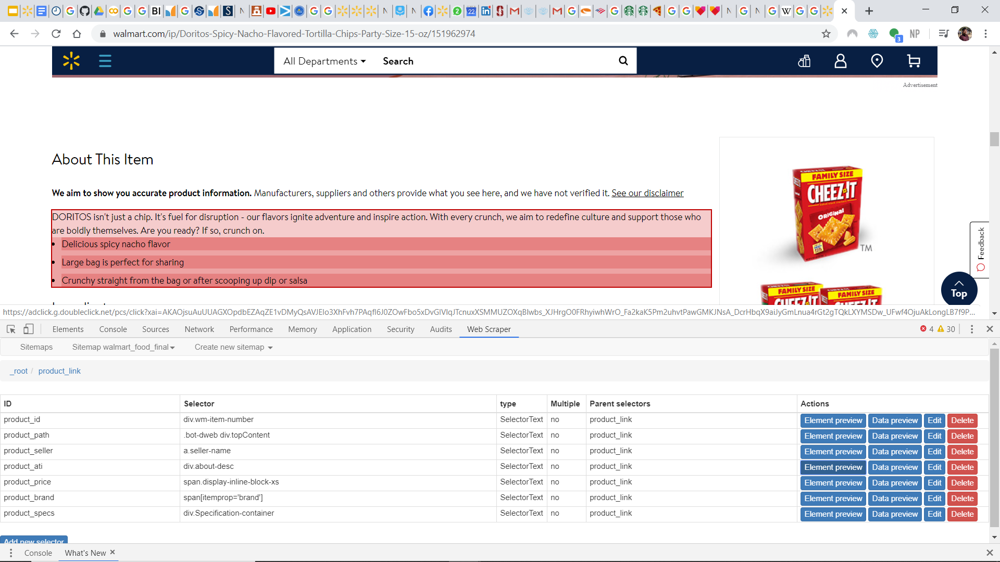 walmart.com/ip/Doritos-Spicy-Nacho-Flavored-Tortilla-Chips-Party-Size-15-oz/151962974
3
NP
All Departments
Search
Advertisement
About This Item
We aim to show you accurate product information. Manufacturers, suppliers and others provide what you see here, and we have not verified it. See our disclaimer
DORITOS isn't just a chip. It's fuel for disruption - our flavors ignite adventure and inspire action. With every crunch, we aim to redefine culture and support those who
are boldly themselves. Are you ready? If so, crunch on.
• Delicious spicy nacho flavor
• Large bag is perfect for sharing
• Crunchy straight from the bag or after scooping up dip or salsa
FAMILY SIZE
CHEEZ-IT
ORIGINAL
TM
FAMILY SIZE
FAMILY SIZE
Feedback
Top
Elements Console Sources Network Performance Memory Application Security Audits Web Scraper 4 30
Sitemaps Sitemap walmart_food_final Create new sitemap
_root / product_link
ID Selector type Multiple Parent selectors Actions
product_id div.wm-item-number SelectorText no product_link Element preview Data preview Edit Delete
product_path .bot-dweb div.topContent SelectorText no product_link Element preview Data preview Edit Delete
product_seller a.seller-name SelectorText no product_link Element preview Data preview Edit Delete
product_ati div.about-desc SelectorText no product_link Element preview Data preview Edit Delete
product_price span.display-inline-block-xs SelectorText no product_link Element preview Data preview Edit Delete
product_brand span[itemprop='brand'] SelectorText no product_link Element preview Data preview Edit Delete
product_specs div.Specification-container SelectorText no product_link Element preview Data preview Edit Delete
Add new selector
Console What's New